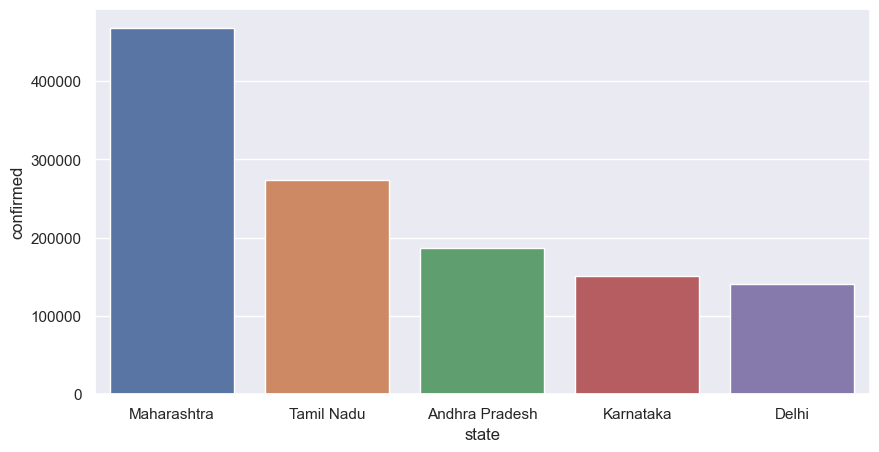 confirmed
400000
300000
200000
100000
0
Maharashtra
Tamil Nadu
Andhra Pradesh
Karnataka
Delhi
state